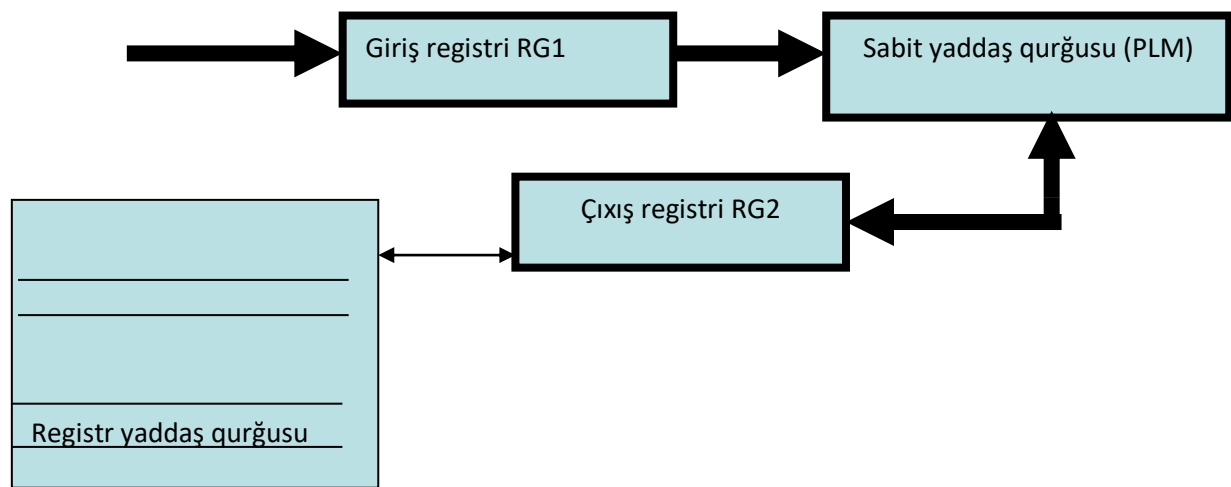 Giriş registri RG1
Sabit yaddaş qurğusu (PLM)
Çıxış registri RG2
Registr yaddaş qurğusu